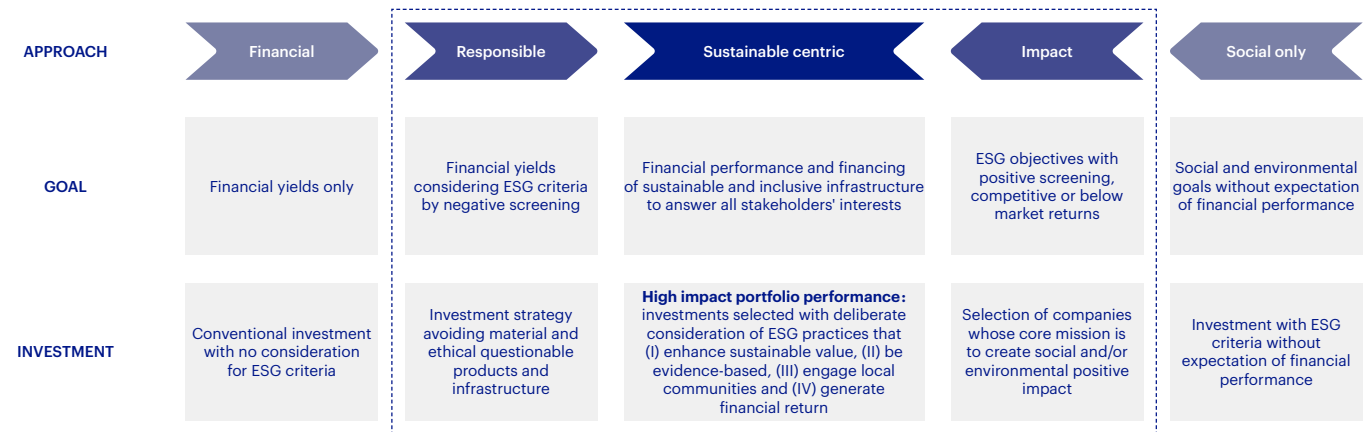 APPROACH
Financial
Responsible
Sustainable centric
Impact
Social only
GOAL
Financial yields only
Financial yields
considering ESG criteria
by negative screening
Financial performance and financing
of sustainable and inclusive infrastructure
to answer all stakeholders' interests
ESG objectives with
positive screening,
competitive or below
market returns
Social and environmental
goals without expectation
of financial performance
INVESTMENT
Conventional investment
with no consideration
for ESG criteria
Investment strategy
avoiding material and
ethical questionable
products and
infrastructure
High impact portfolio performance:
investments selected with deliberate
consideration of ESG practices that
(I) enhance sustainable value, (II) be
evidence-based, (III) engage local
communities and (IV) generate
financial return
Selection of companies
whose core mission is
to create social and/or
environmental positive
impact
Investment with ESG
criteria without
expectation of financial
performance